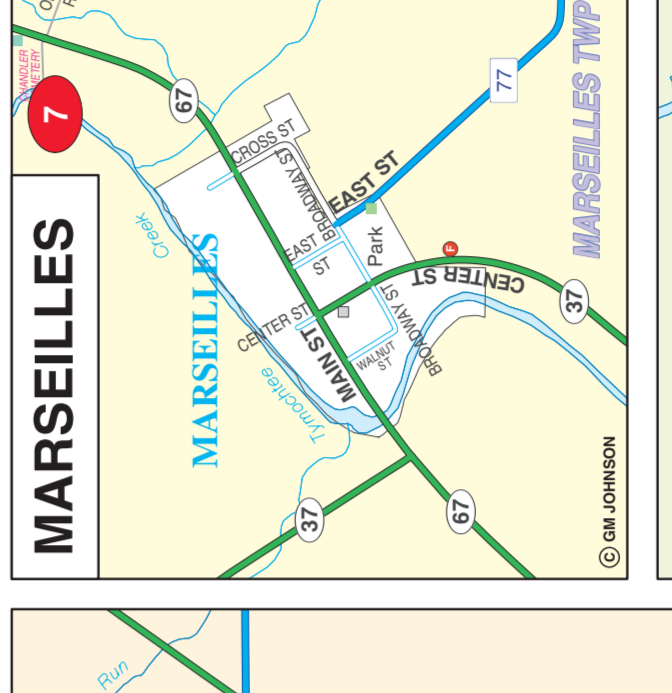 MARSEILLES
7
CHANDLER
CEMETERY
67
CROSS ST
BROADWAY ST
EAST ST
77
MARSEILLES TWP
Creek
MARSEILLES
EAST
ST
Park
CENTER ST
F
CENTER ST
MAIN ST
WALNUT
ST
BROADWAY ST
Tymochtee
37
37
67
© GM JOHNSON
Run